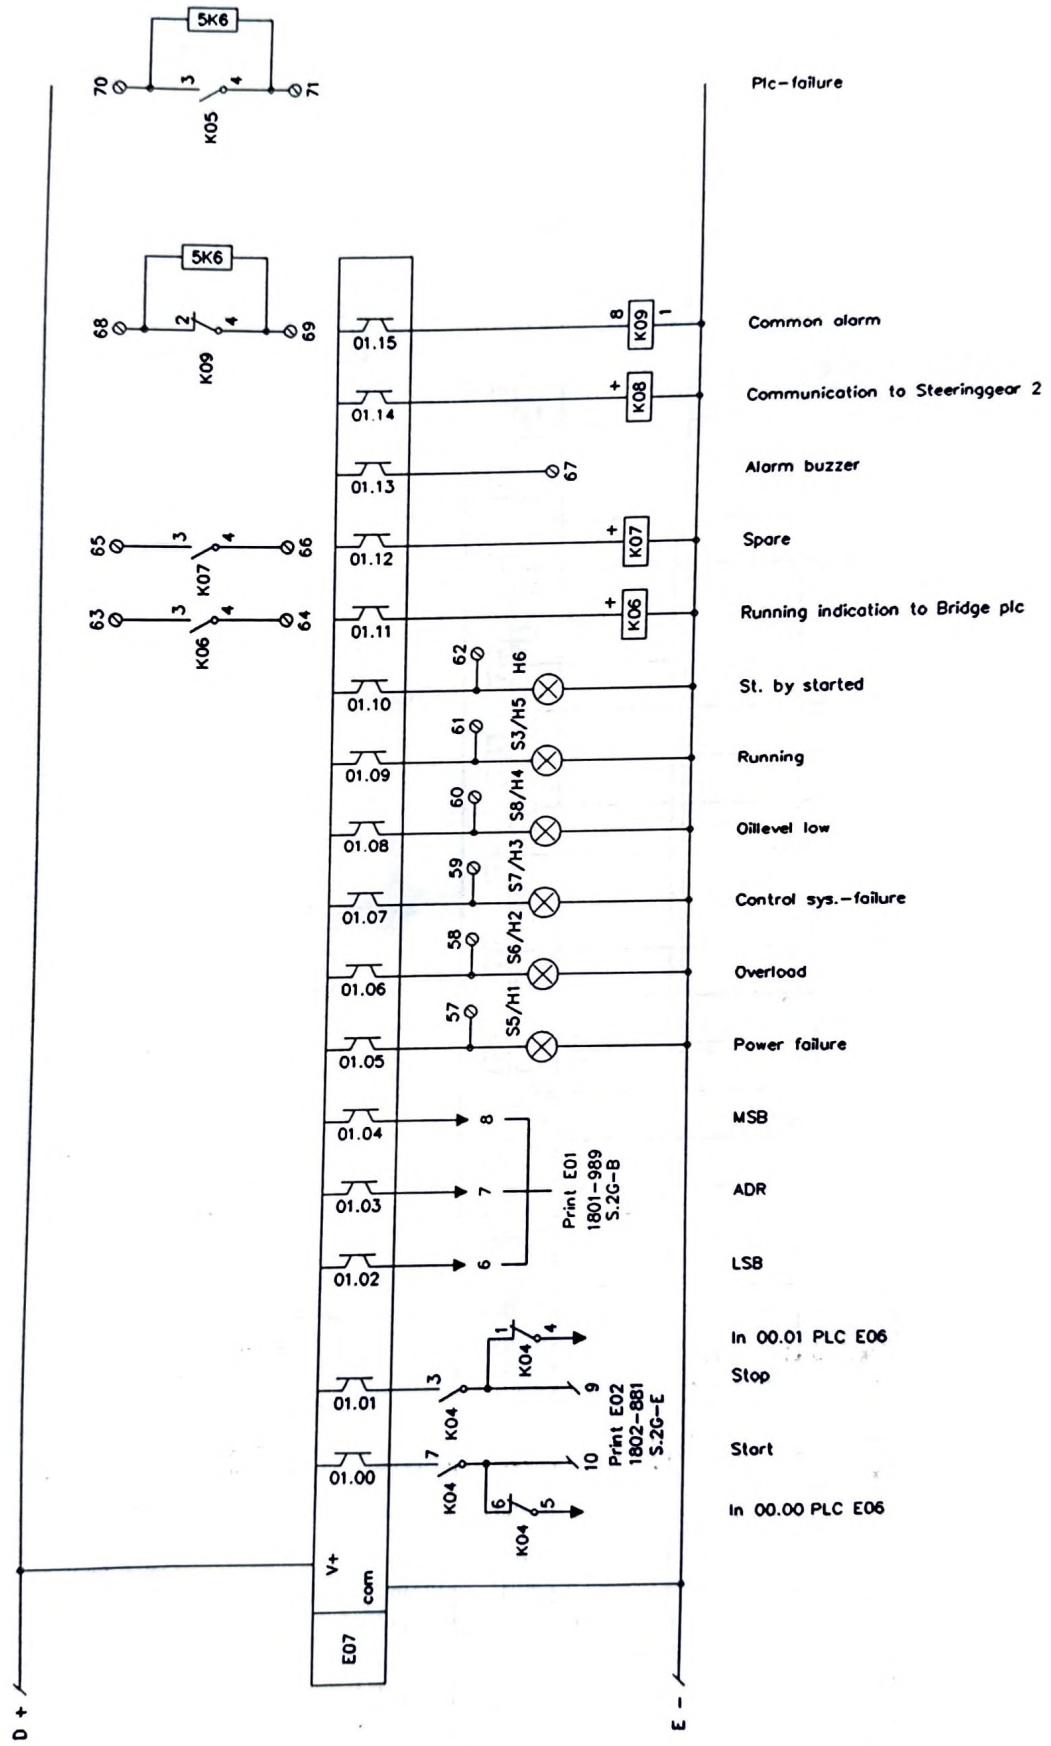 5K6
70
3
4
71
K05
Plc-failure
5K6
68
2
4
69
K09
01.15
8
K09
1
Common alarm
01.14
+
K08
Communication to Steeringgear 2
01.13
67
Alarm buzzer
65
3
4
66
K07
01.12
+
K07
Spare
63
3
4
64
K06
01.11
+
K06
Running indication to Bridge plc
01.10
62
H6
St. by started
01.09
61
S3/H5
Running
01.08
60
S8/H4
Oillevel low
01.07
59
S7/H3
Control sys.-failure
01.06
58
S6/H2
Overload
01.05
57
S5/H1
Power failure
01.04
8
MSB
01.03
7
Print E01
1801-989
S.2G-B
ADR
01.02
6
LSB
1
4
K04
In 00.01 PLC E06
01.01
3
K04
9
Stop
Print E02
1802-881
S.2G-E
01.00
7
K04
10
Start
6
5
K04
In 00.00 PLC E06
V+
com
E07
D +
E -